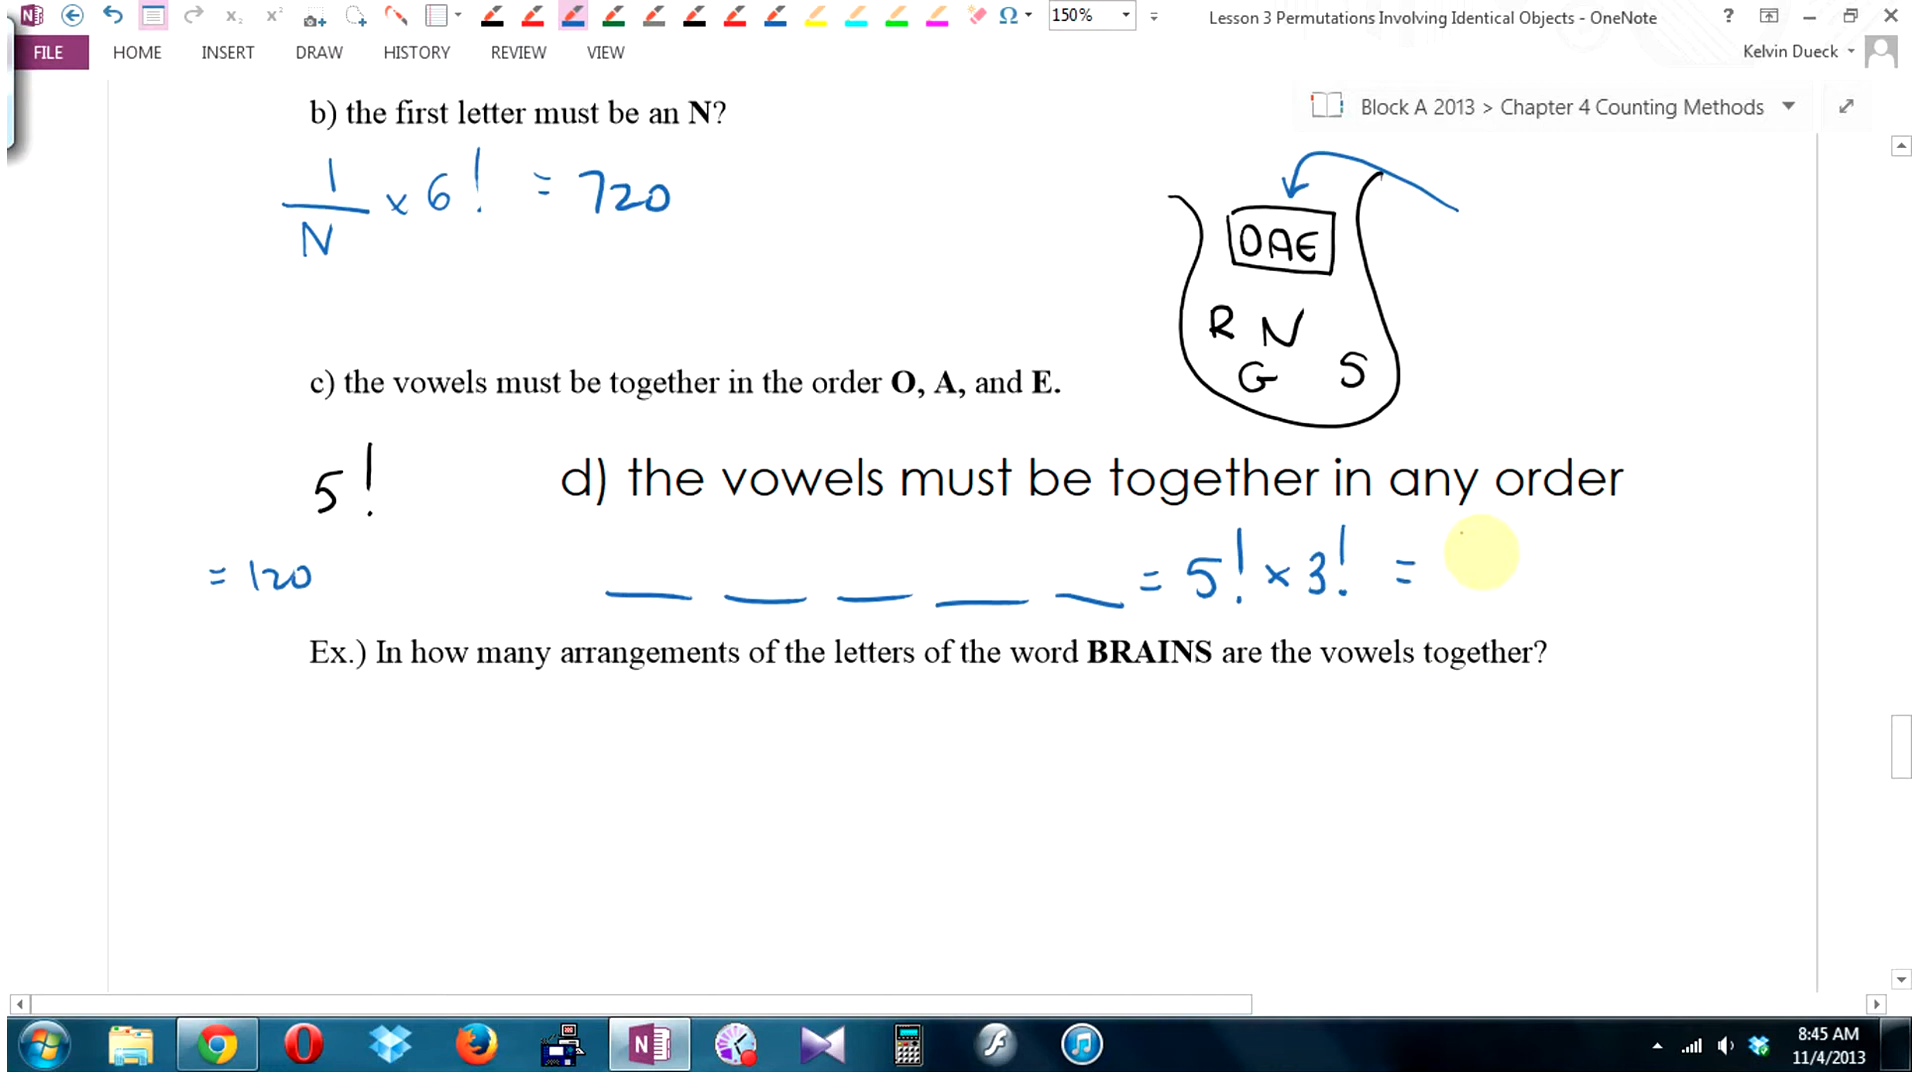 Lesson 3 Permutations Involving Identical Objects - OneNote
150%
FILE HOME INSERT DRAW HISTORY REVIEW VIEW
Kelvin Dueck
Block A 2013 > Chapter 4 Counting Methods
b) the first letter must be an N?
1/N × 6! = 720
OAE
R N
G S
c) the vowels must be together in the order O, A, and E.
5!
= 120
d) the vowels must be together in any order
_ _ _ _ _ = 5! × 3! =
Ex.) In how many arrangements of the letters of the word BRAINS are the vowels together?
8:45 AM
11/4/2013